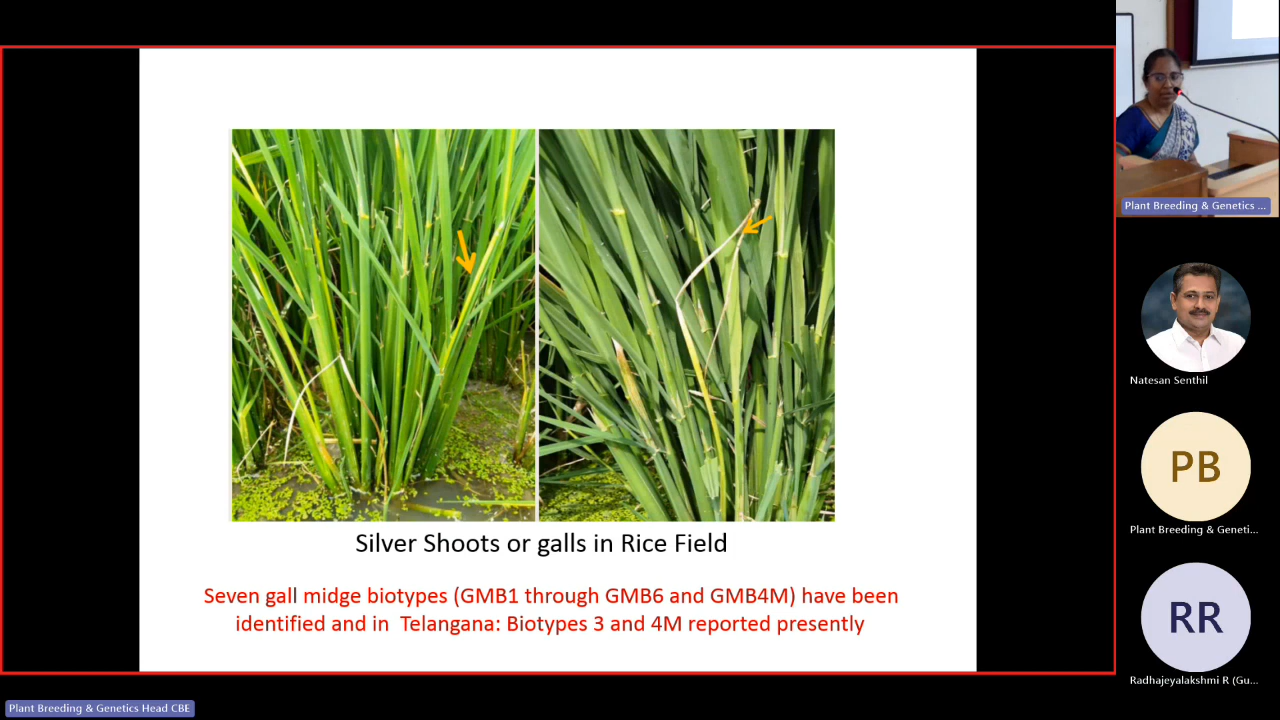 Silver Shoots or galls in Rice Field
Seven gall midge biotypes (GMB1 through GMB6 and GMB4M) have been
identified and in Telangana: Biotypes 3 and 4M reported presently
Plant Breeding & Genetics ...
Natesan Senthil
PB
Plant Breeding & Geneti...
RR
Radhajeyalakshmi R (Gu...
Plant Breeding & Genetics Head CBE